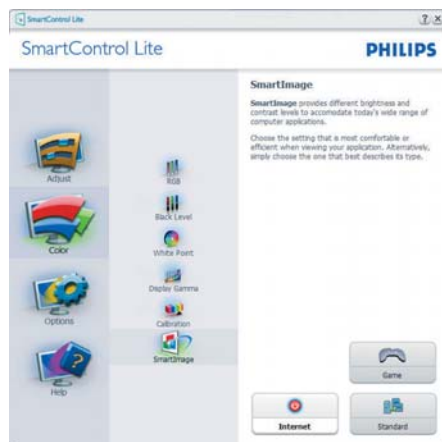 SmartControl Lite
SmartControl Lite
PHILIPS
Adjust
Color
Options
Help
RGB
Black Level
White Point
Display Gamma
Calibration
SmartImage
SmartImage
SmartImage provides different brightness and
contrast levels to accomodate today's wide range of
computer applications.
Choose the setting that is most comfortable or
efficient when viewing your application. Alternatively,
simply choose the one that best describes its type.
Game
Internet
Standard